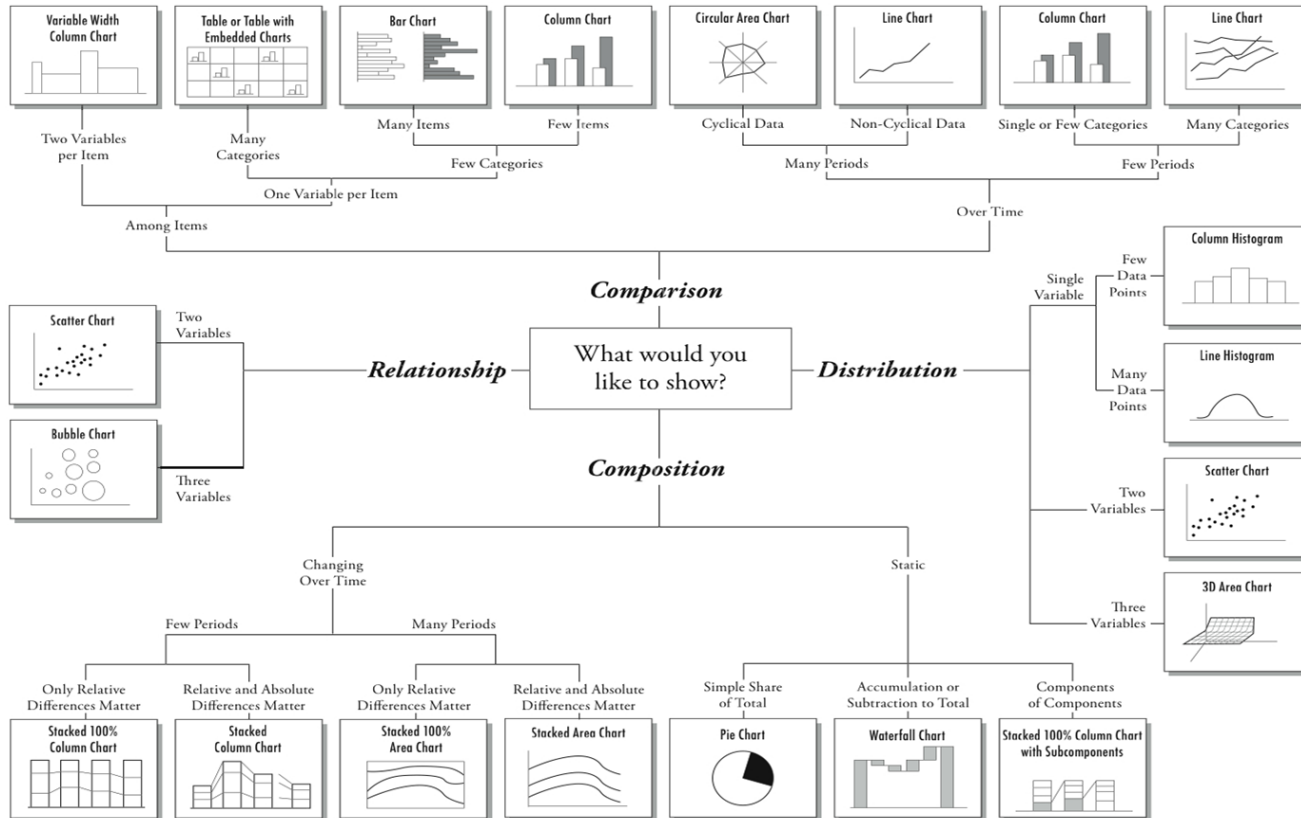 Variable Width
Column Chart
Table or Table with
Embedded Charts
Bar Chart
Column Chart
Circular Area Chart
Line Chart
Column Chart
Line Chart
Two Variables
per Item
Many
Categories
Many Items
Few Items
Cyclical Data
Non-Cyclical Data
Single or Few Categories
Many Categories
Few Categories
Many Periods
Few Periods
One Variable per Item
Among Items
Over Time
Comparison
What would you
like to show?
Relationship
Two
Variables
Scatter Chart
Bubble Chart
Three
Variables
Distribution
Single
Variable
Few
Data
Points
Column Histogram
Many
Data
Points
Line Histogram
Two
Variables
Scatter Chart
Three
Variables
3D Area Chart
Composition
Changing
Over Time
Static
Few Periods
Many Periods
Only Relative
Differences Matter
Relative and Absolute
Differences Matter
Only Relative
Differences Matter
Relative and Absolute
Differences Matter
Simple Share
of Total
Accumulation or
Subtraction to Total
Components
of Components
Stacked 100%
Column Chart
Stacked
Column Chart
Stacked 100%
Area Chart
Stacked Area Chart
Pie Chart
Waterfall Chart
Stacked 100% Column Chart
with Subcomponents